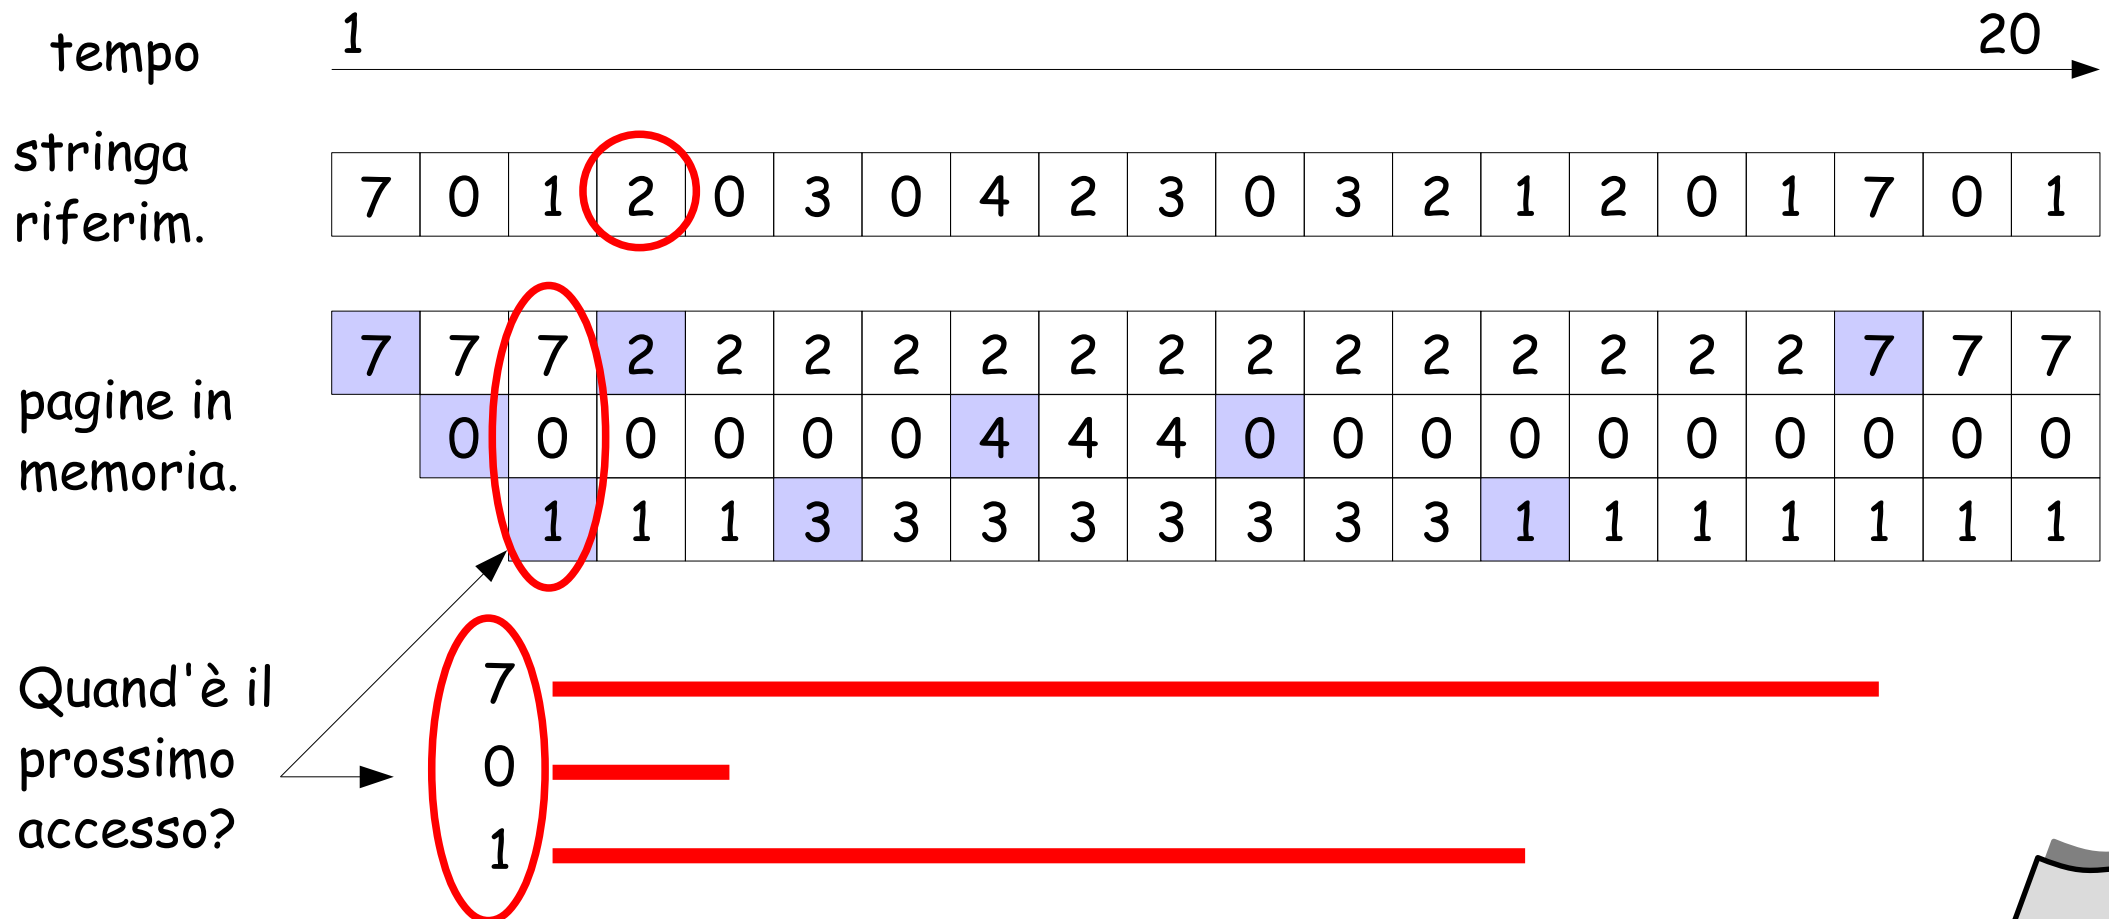 tempo 1 20
stringa
riferim.
7 0 1 2 0 3 0 4 2 3 0 3 2 1 2 0 1 7 0 1
7 7 7 2 2 2 2 2 2 2 2 2 2 2 2 2 2 7 7 7
pagine in
memoria.
0 0 0 0 0 0 4 4 4 0 0 0 0 0 0 0 0 0 0
1 1 1 3 3 3 3 3 3 3 3 1 1 1 1 1 1 1
Quand'è il
prossimo
accesso?
7
0
1